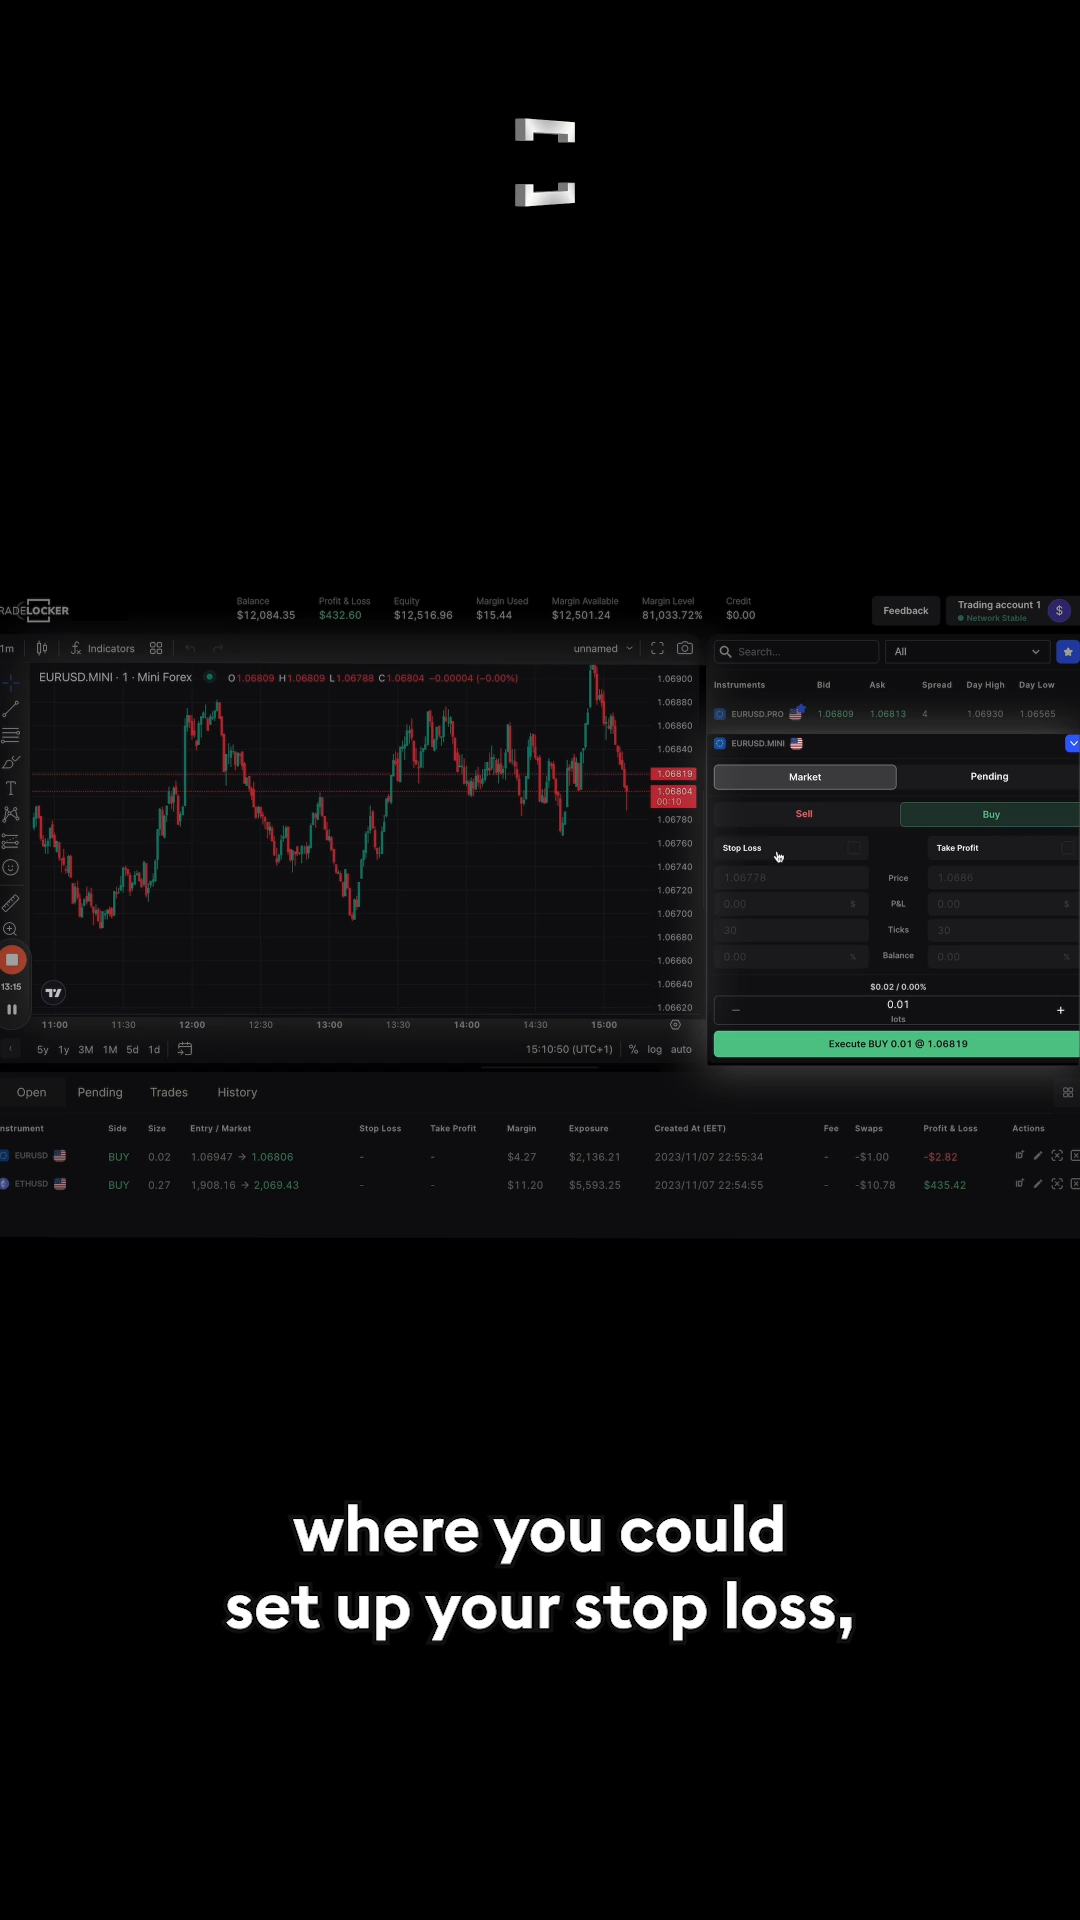 RADELOCKER
Balance
$12,084.35
Profit & Loss
$432.60
Equity
$12,516.96
Margin Used
$15.44
Margin Available
$12,501.24
Margin Level
81,033.72%
Credit
$0.00
Feedback
Trading account 1
Network Stable
$
1m
Indicators
unnamed
Search...
All
EURUSD.MINI · 1 · Mini Forex
O1.06809 H1.06809 L1.06788 C1.06804 −0.00004 (−0.00%)
1.06900
1.06880
1.06860
1.06840
1.06819
1.06804
00:10
1.06780
1.06760
1.06740
1.06720
1.06700
1.06680
1.06660
1.06640
1.06620
13:15
11:00 11:30 12:00 12:30 13:00 13:30 14:00 14:30 15:00
5y 1y 3M 1M 5d 1d
15:10:50 (UTC+1) % log auto
Instruments Bid Ask Spread Day High Day Low
EURUSD.PRO 1.06809 1.06813 4 1.06930 1.06565
EURUSD.MINI
Market Pending
Sell Buy
Stop Loss Take Profit
1.06778 Price 1.0686
0.00 $ P&L 0.00 $
30 Ticks 30
0.00 % Balance 0.00 %
$0.02 / 0.00%
− 0.01 +
lots
Execute BUY 0.01 @ 1.06819
Open Pending Trades History
nstrument Side Size Entry / Market Stop Loss Take Profit Margin Exposure Created At (EET) Fee Swaps Profit & Loss Actions
EURUSD BUY 0.02 1.06947 → 1.06806 - - $4.27 $2,136.21 2023/11/07 22:55:34 - -$1.00 -$2.82
ETHUSD BUY 0.27 1,908.16 → 2,069.43 - - $11.20 $5,593.25 2023/11/07 22:54:55 - -$10.78 $435.42
where you could
set up your stop loss,